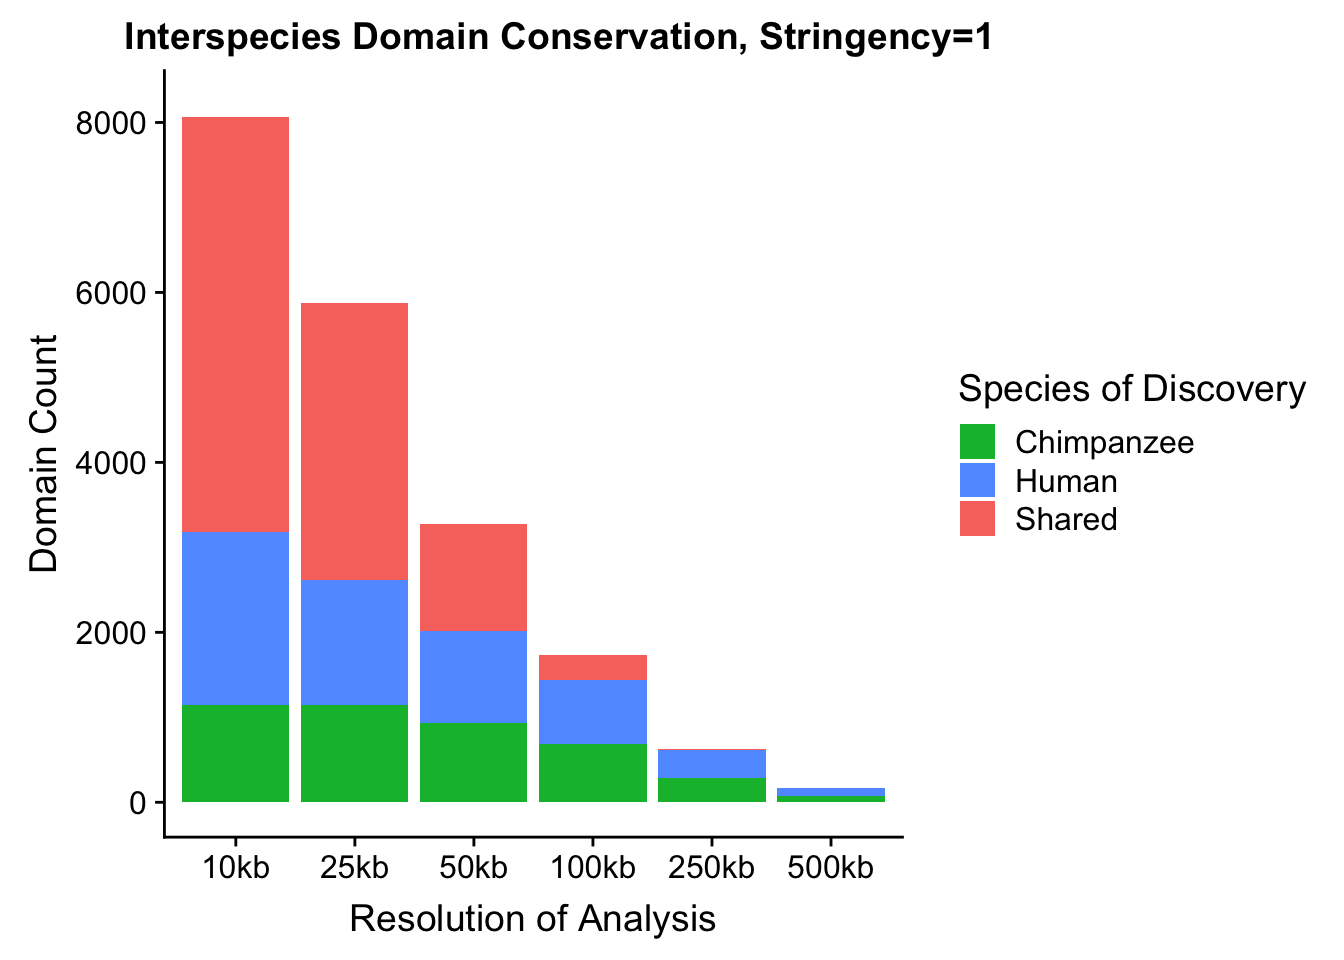 Interspecies Domain Conservation, Stringency=1
Domain Count
8000
6000
4000
2000
0
10kb 25kb 50kb 100kb 250kb 500kb
Resolution of Analysis
Species of Discovery
Chimpanzee
Human
Shared